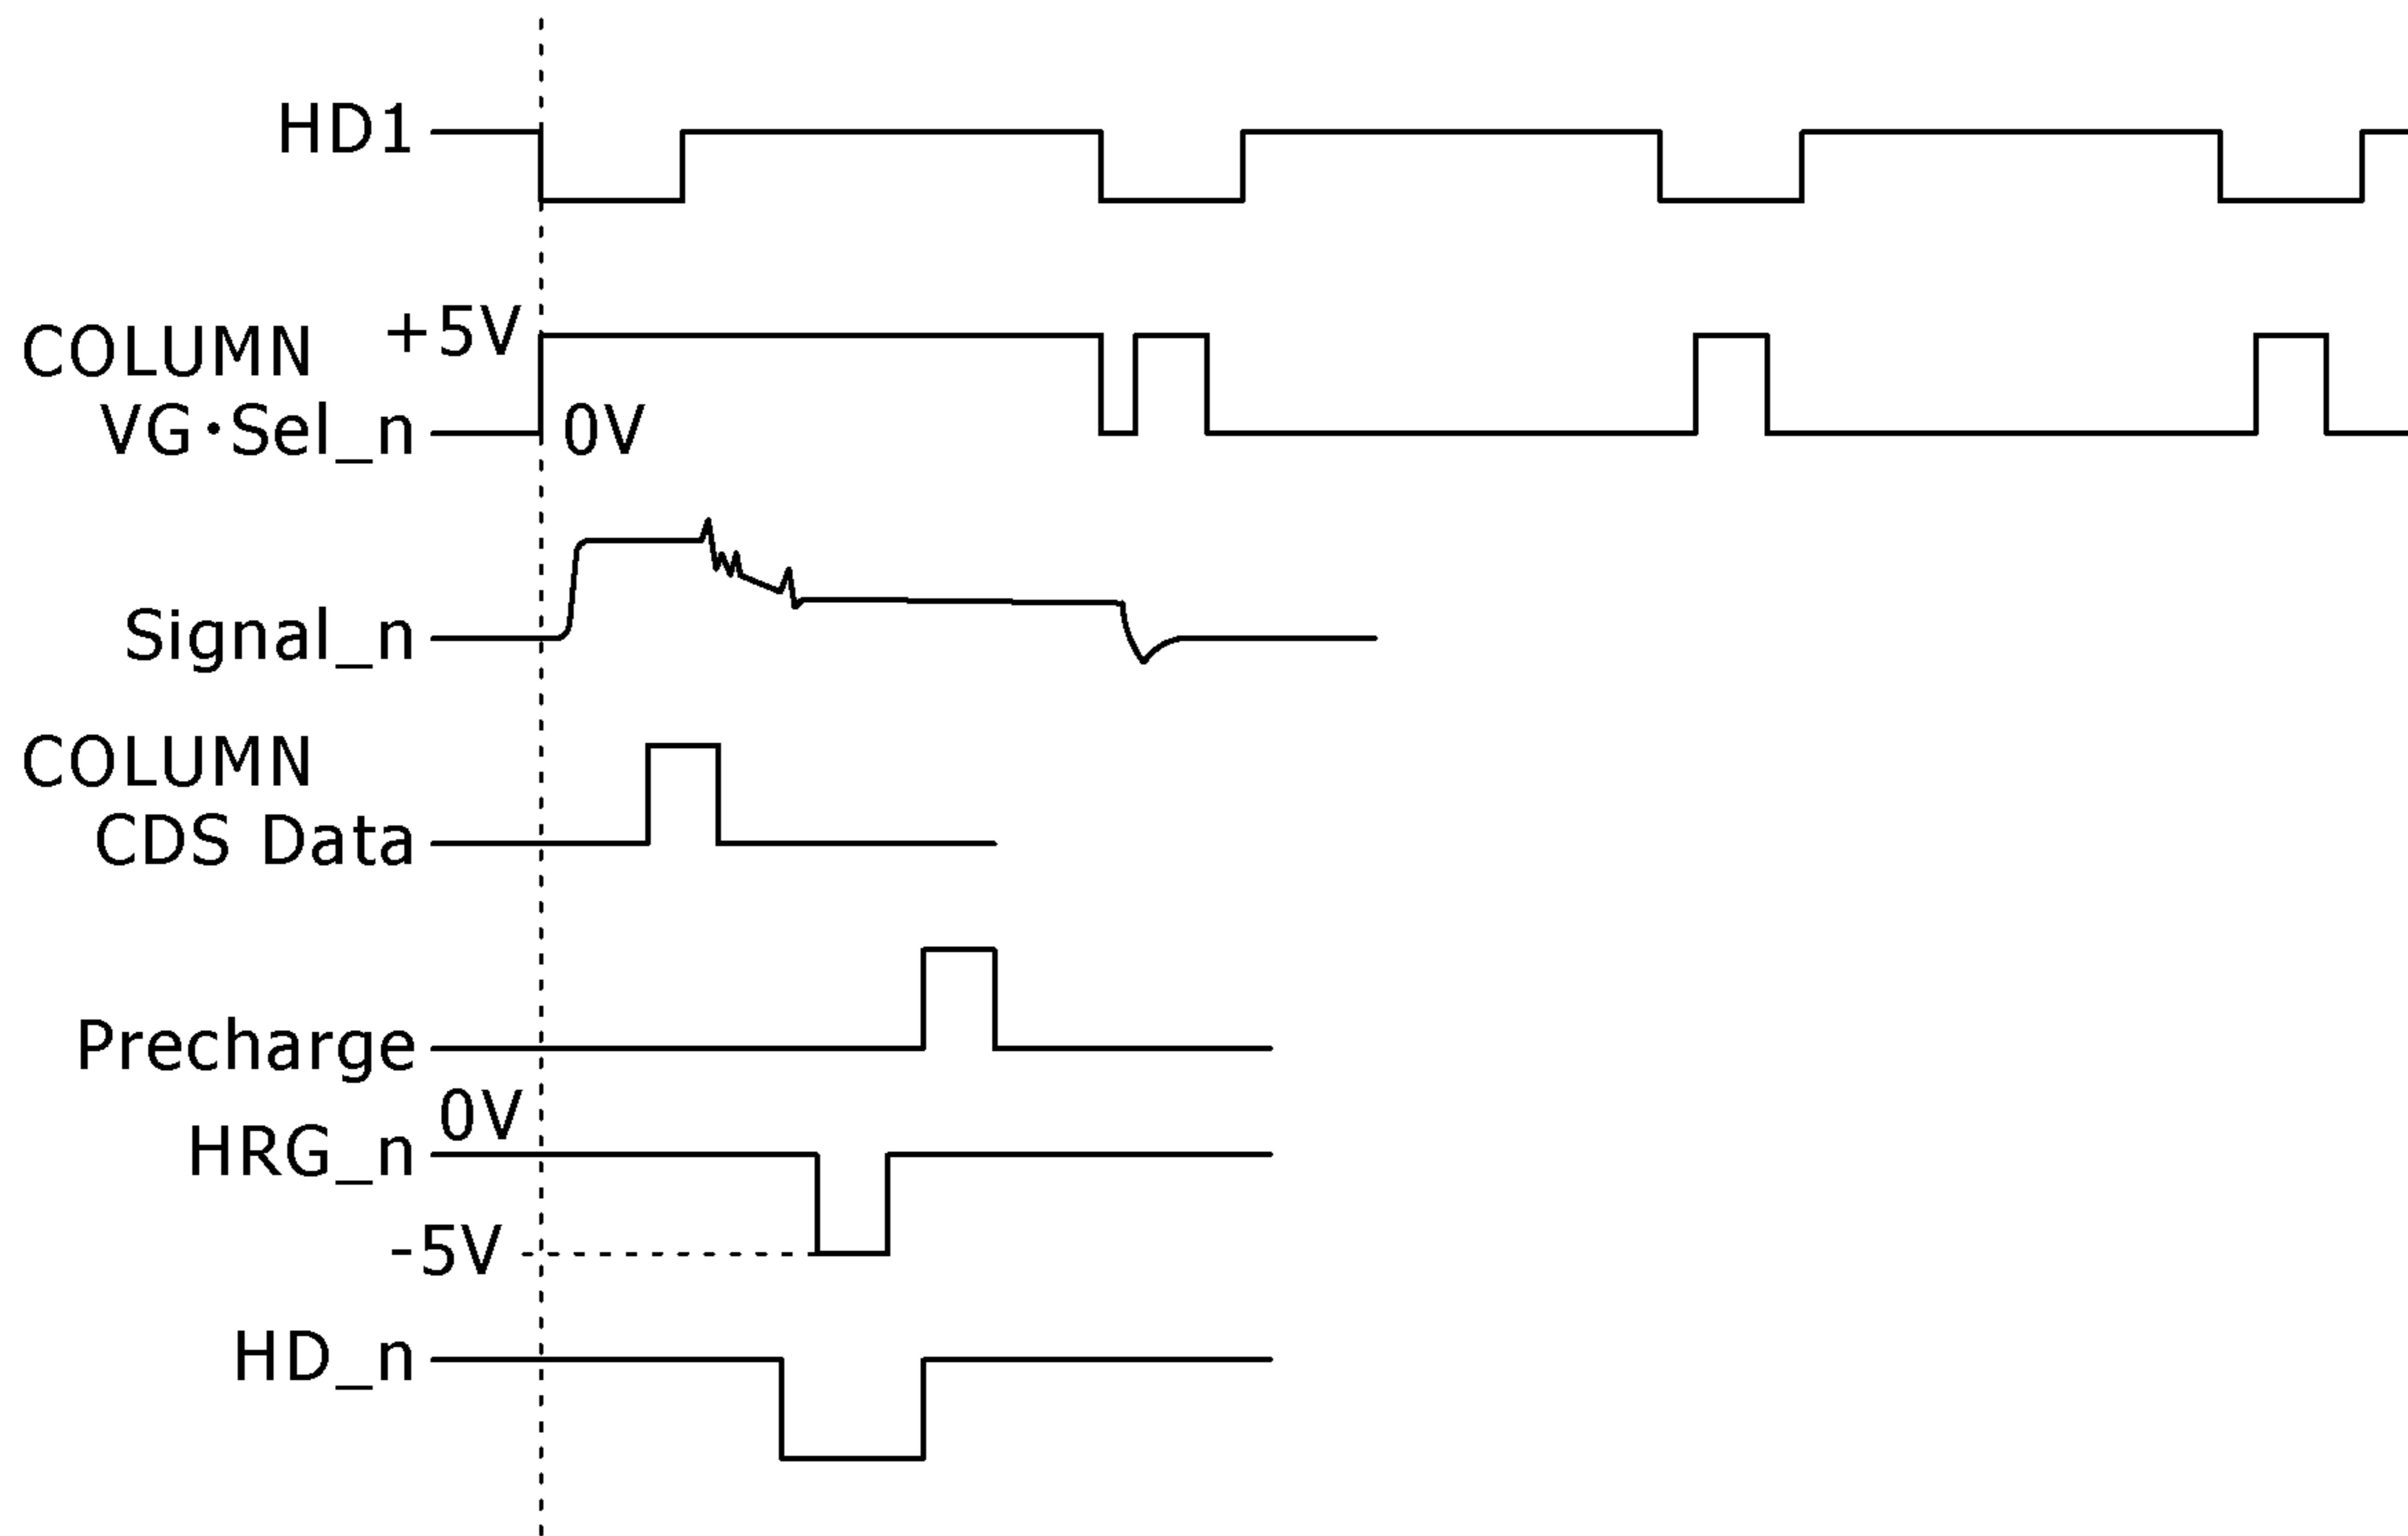 HD1
COLUMN +5V
VG・Sel_n 0V
Signal_n
COLUMN
CDS Data
Precharge
0V
HRG_n
-5V
HD_n